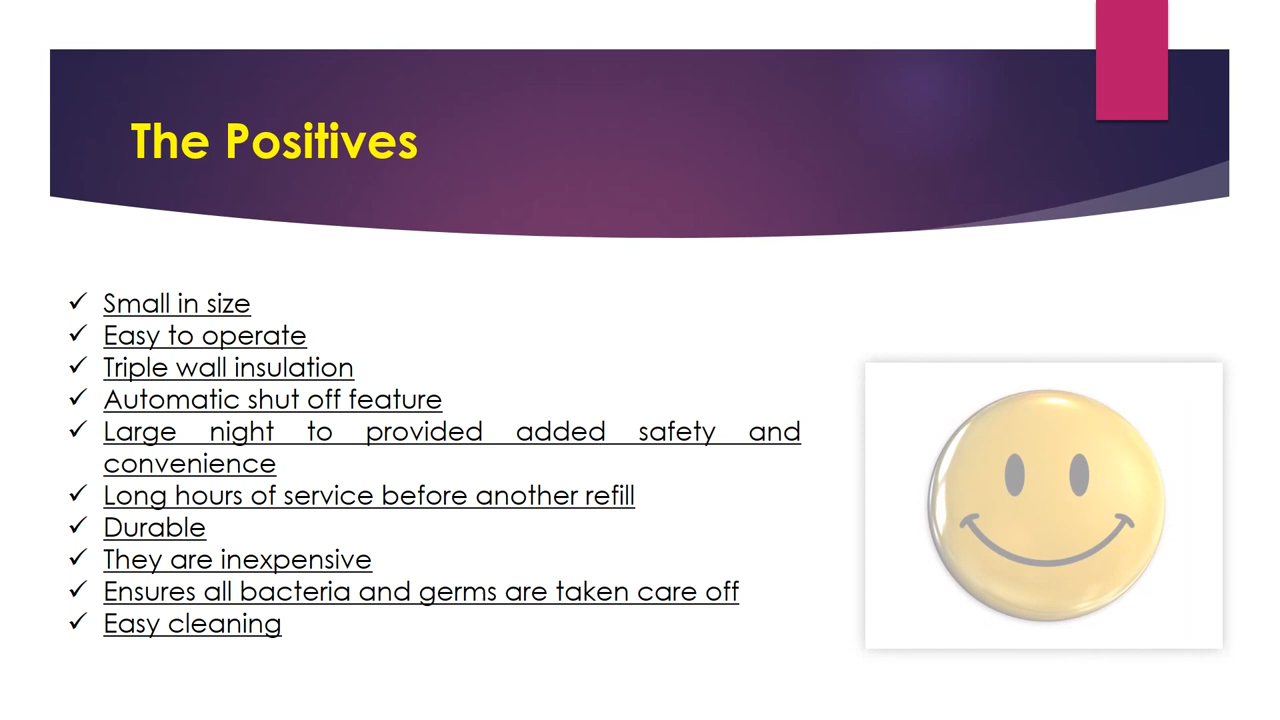 The Positives
✓ Small in size
✓ Easy to operate
✓ Triple wall insulation
✓ Automatic shut off feature
✓ Large night to provided added safety and
convenience
✓ Long hours of service before another refill
✓ Durable
✓ They are inexpensive
✓ Ensures all bacteria and germs are taken care off
✓ Easy cleaning